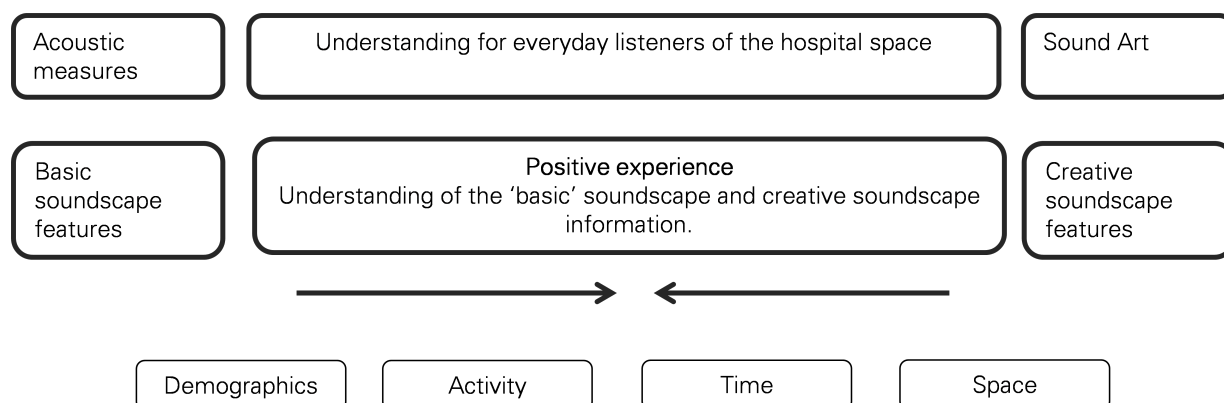 Acoustic
measures
Understanding for everyday listeners of the hospital space
Sound Art
Basic
soundscape
features
Positive experience
Understanding of the ‘basic’ soundscape and creative soundscape
information.
Creative
soundscape
features
Demographics
Activity
Time
Space